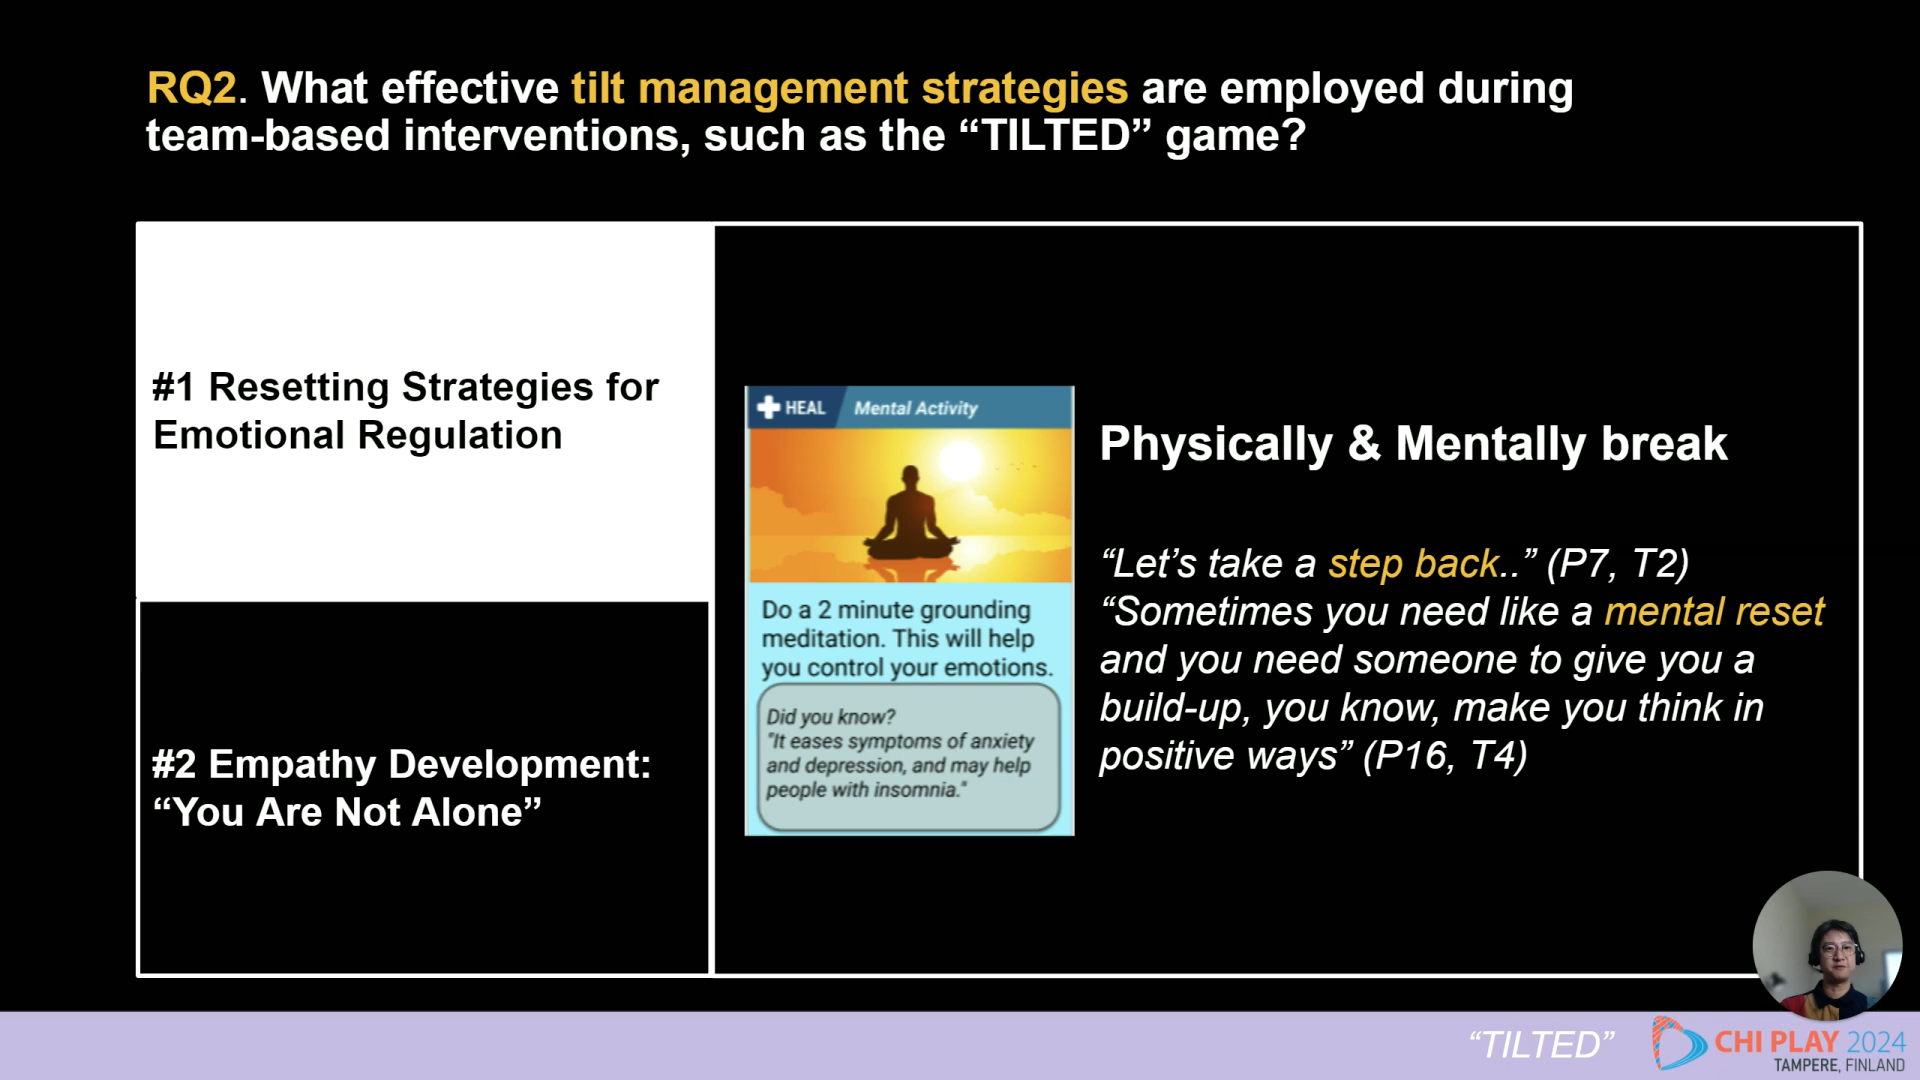 RQ2. What effective tilt management strategies are employed during
team-based interventions, such as the “TILTED” game?
#1 Resetting Strategies for
Emotional Regulation
#2 Empathy Development:
“You Are Not Alone”
HEAL Mental Activity
Do a 2 minute grounding
meditation. This will help
you control your emotions.
Did you know?
"It eases symptoms of anxiety
and depression, and may help
people with insomnia."
Physically & Mentally break
“Let’s take a step back..” (P7, T2)
“Sometimes you need like a mental reset
and you need someone to give you a
build-up, you know, make you think in
positive ways” (P16, T4)
“TILTED”
CHI PLAY 2024
TAMPERE, FINLAND